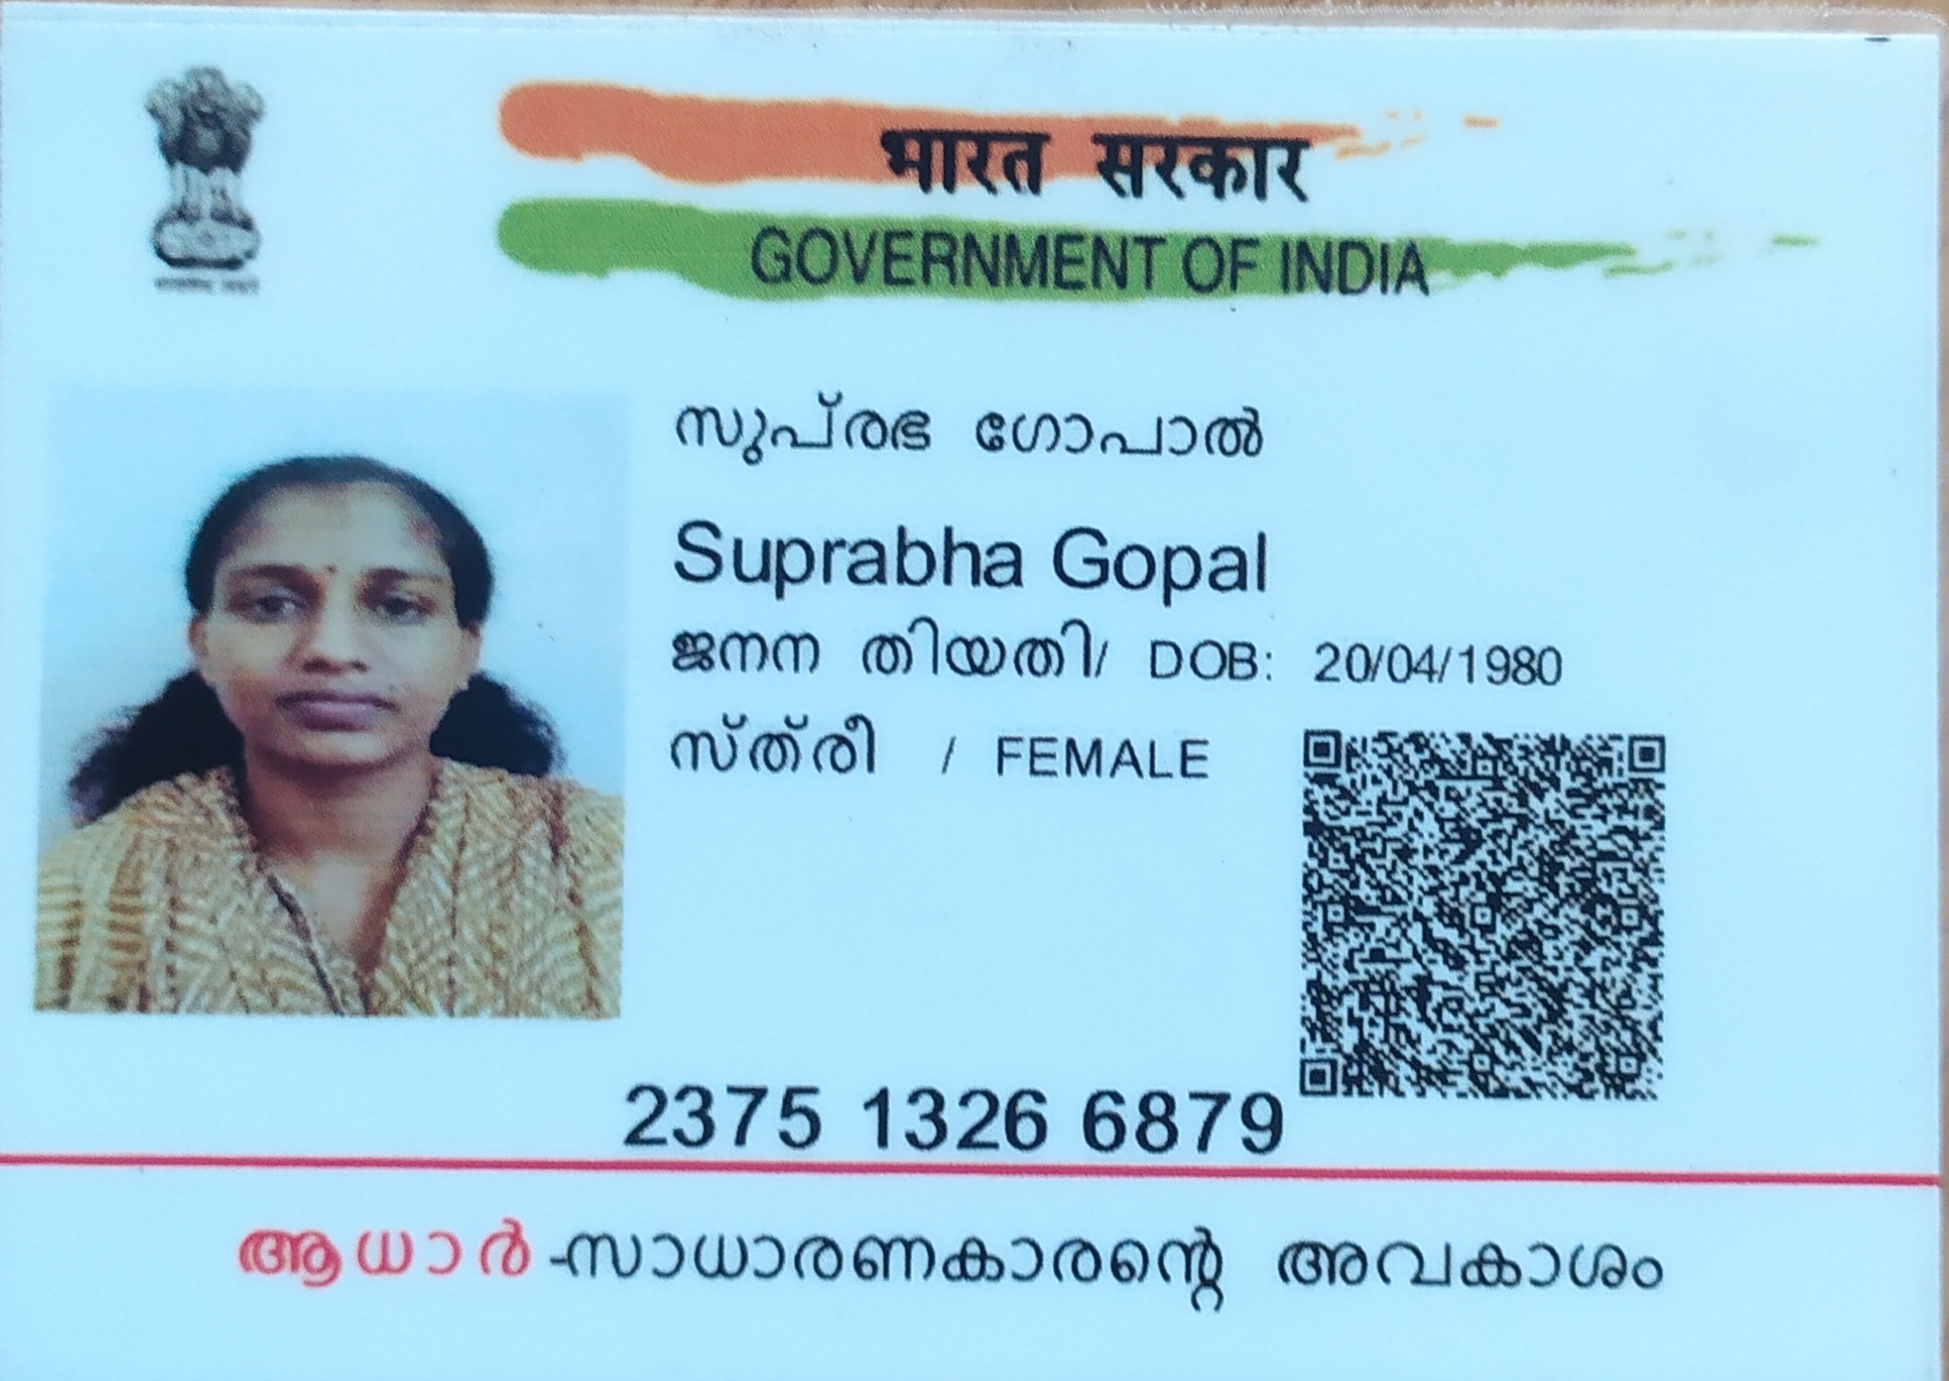 भारत सरकार
GOVERNMENT OF INDIA
സുപ്രഭ ഗോപാൽ
Suprabha Gopal
ജനന തിയതി/ DOB: 20/04/1980
സ്ത്രീ / FEMALE
2375 1326 6879
ആധാർ-സാധാരണകാരന്റെ അവകാശം